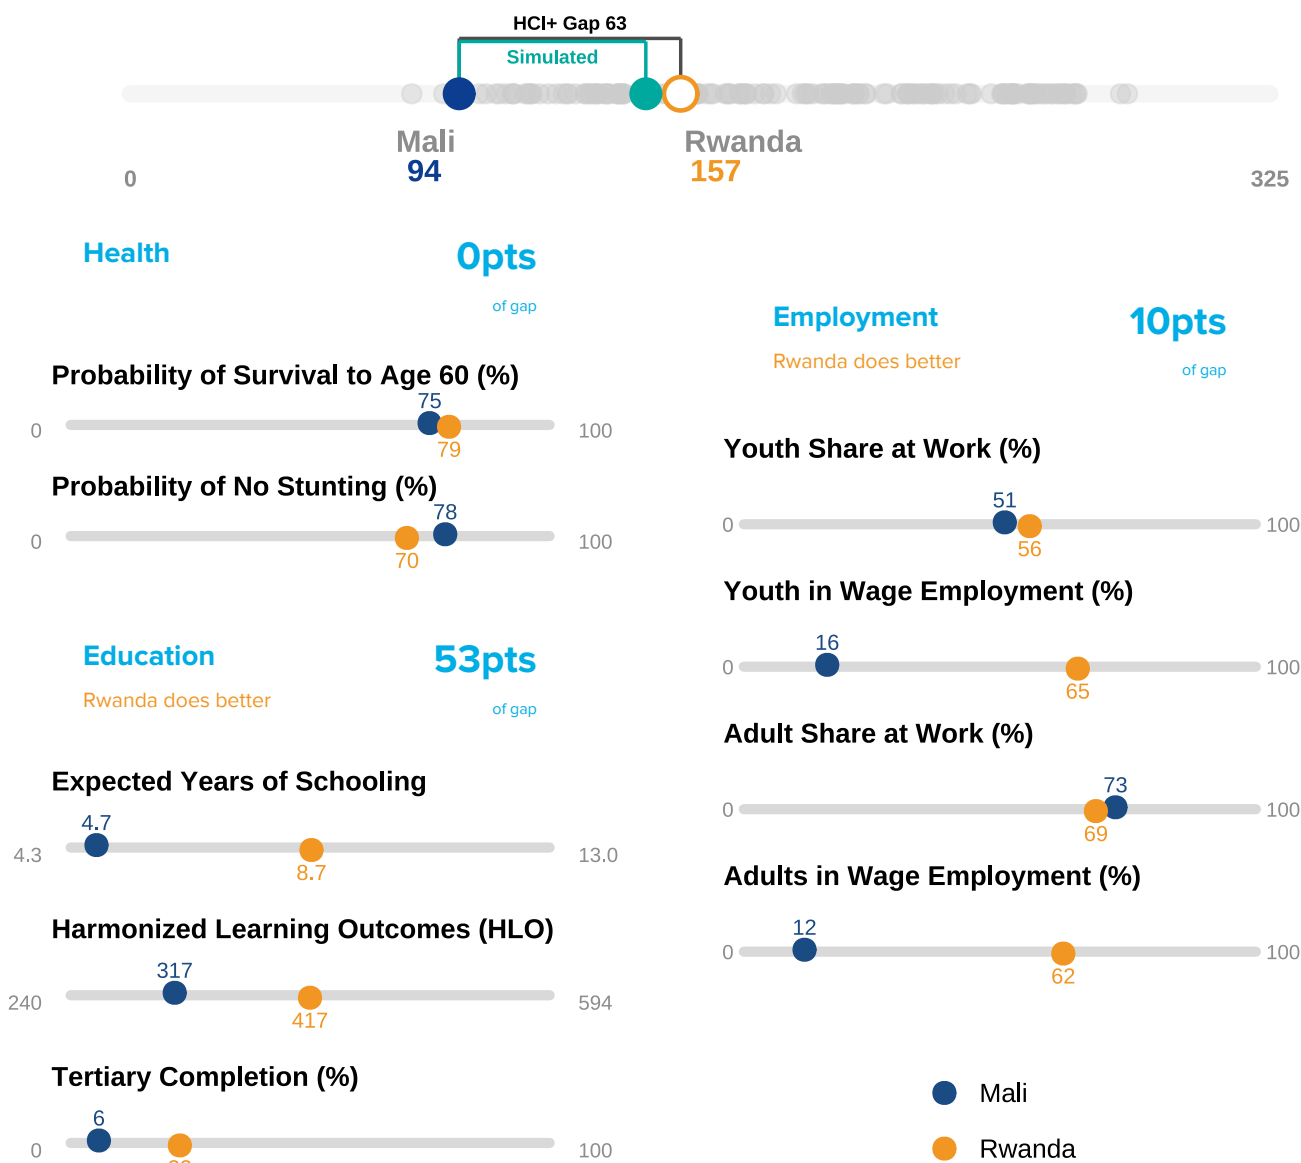 HCI+ Gap 63
Simulated
Mali
94
Rwanda
157
0
325
Health
0pts
of gap
Probability of Survival to Age 60 (%)
75
0
100
79
Probability of No Stunting (%)
78
0
100
70
Education
53pts
Rwanda does better
of gap
Expected Years of Schooling
4.7
4.3
13.0
8.7
Harmonized Learning Outcomes (HLO)
317
240
594
417
Tertiary Completion (%)
6
0
100
Employment
10pts
Rwanda does better
of gap
Youth Share at Work (%)
51
0
100
56
Youth in Wage Employment (%)
16
0
100
65
Adult Share at Work (%)
73
0
100
69
Adults in Wage Employment (%)
12
0
100
62
Mali
Rwanda